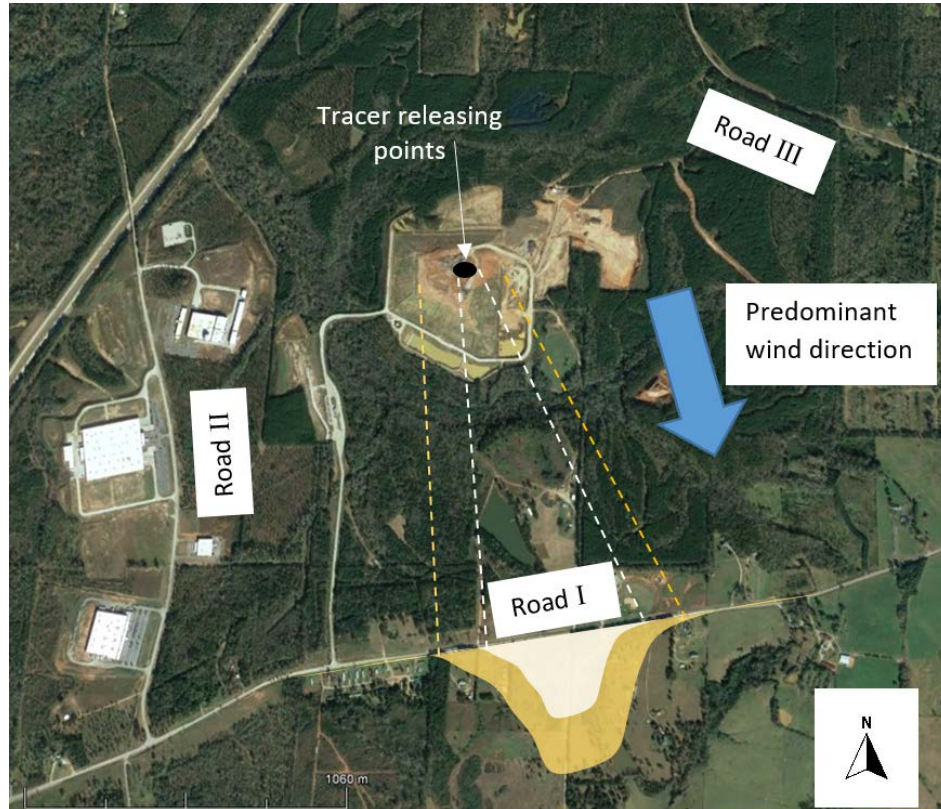 Tracer releasing
points
Road III
Predominant
wind direction
Road II
Road I
N
1060 m